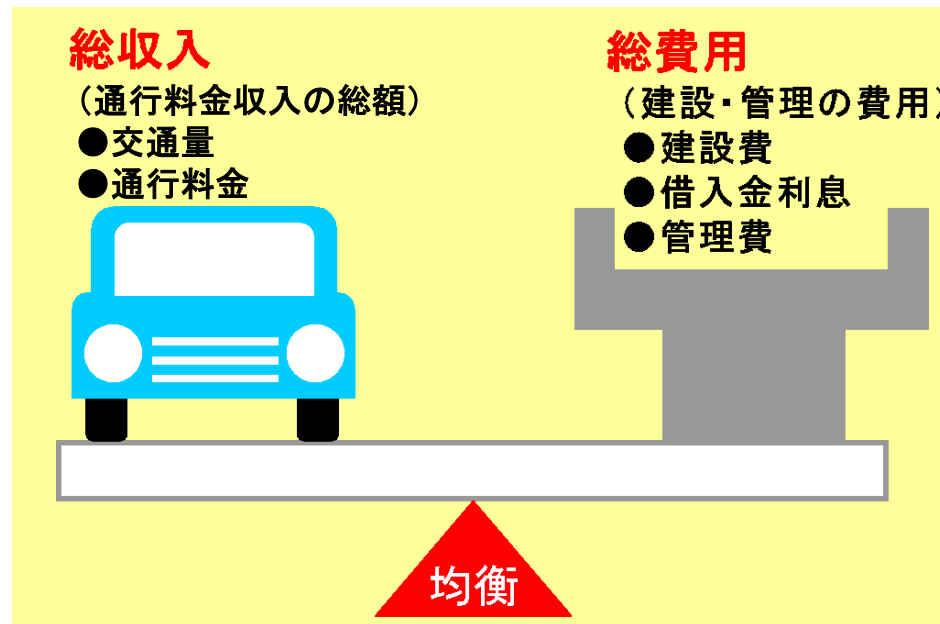 総収入
（通行料金収入の総額）
●交通量
●通行料金
総費用
（建設・管理の費用）
●建設費
●借入金利息
●管理費
均衡